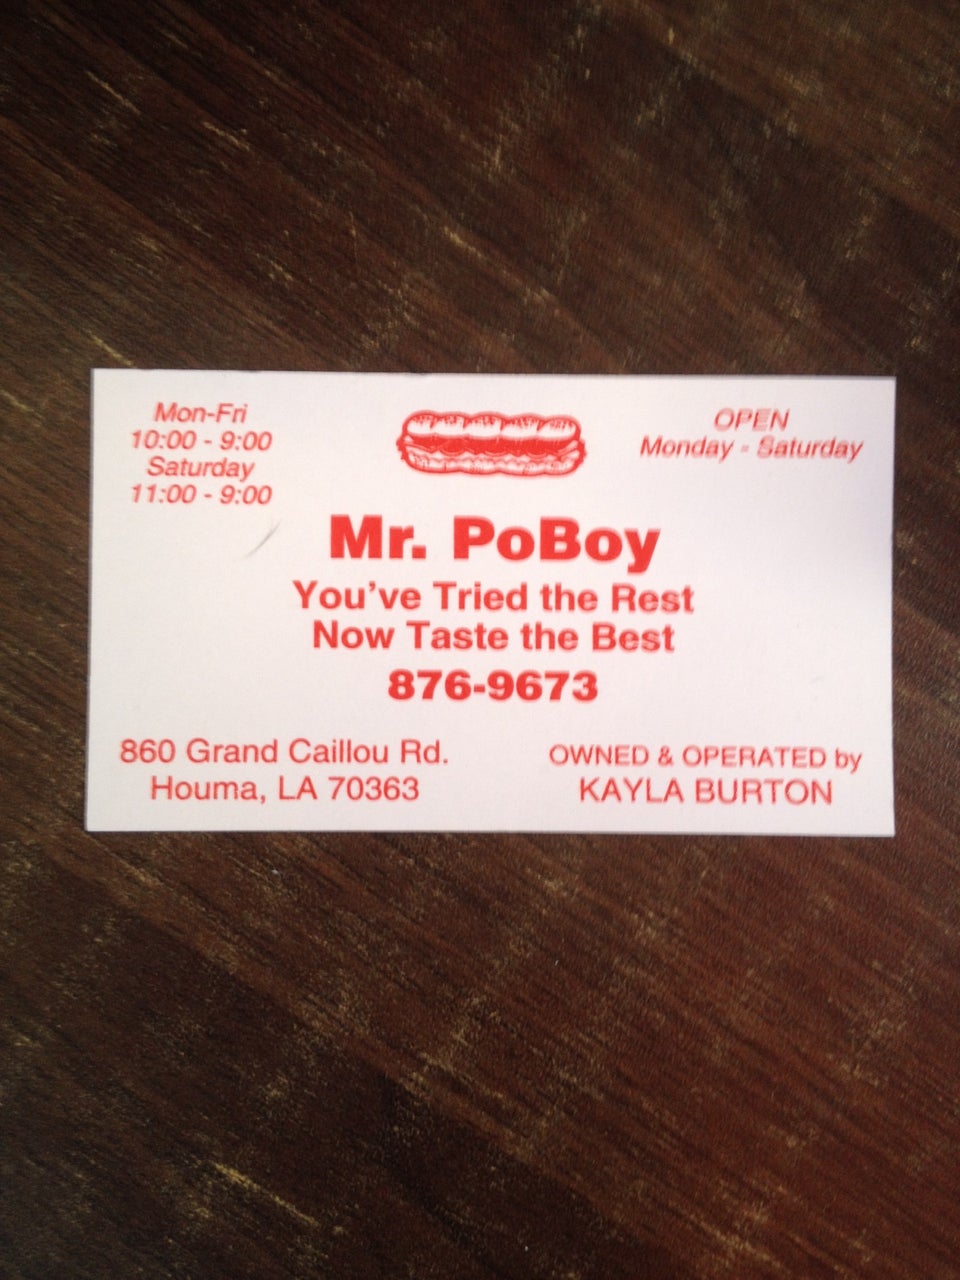 Mon-Fri
10:00 - 9:00
Saturday
11:00 - 9:00
OPEN
Monday - Saturday
Mr. PoBoy
You've Tried the Rest
Now Taste the Best
876-9673
860 Grand Caillou Rd.
Houma, LA 70363
OWNED & OPERATED by
KAYLA BURTON